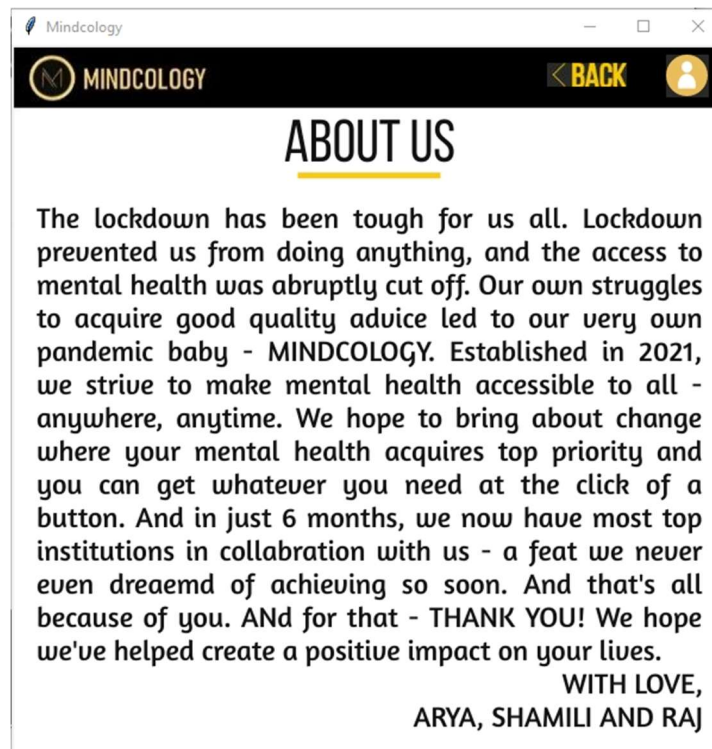 Mindcology
MINDCOLOGY
<BACK
ABOUT US
The lockdown has been tough for us all. Lockdown
prevented us from doing anything, and the access to
mental health was abruptly cut off. Our own struggles
to acquire good quality advice led to our very own
pandemic baby - MINDCOLOGY. Established in 2021,
we strive to make mental health accessible to all -
anywhere, anytime. We hope to bring about change
where your mental health acquires top priority and
you can get whatever you need at the click of a
button. And in just 6 months, we now have most top
institutions in collabration with us - a feat we never
even dreaemd of achieving so soon. And that's all
because of you. ANd for that - THANK YOU! We hope
we've helped create a positive impact on your lives.
WITH LOVE,
ARYA, SHAMILI AND RAJ